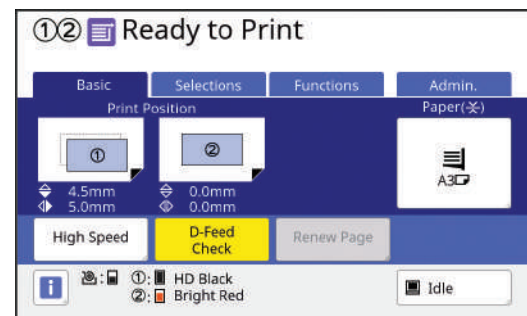 ①② Ready to Print
Basic Selections Functions Admin.
Print Position Paper(⚹)
① ②
A3
4.5mm 0.0mm
5.0mm 0.0mm
High Speed D-Feed Check Renew Page
①: HD Black
②: Bright Red
Idle